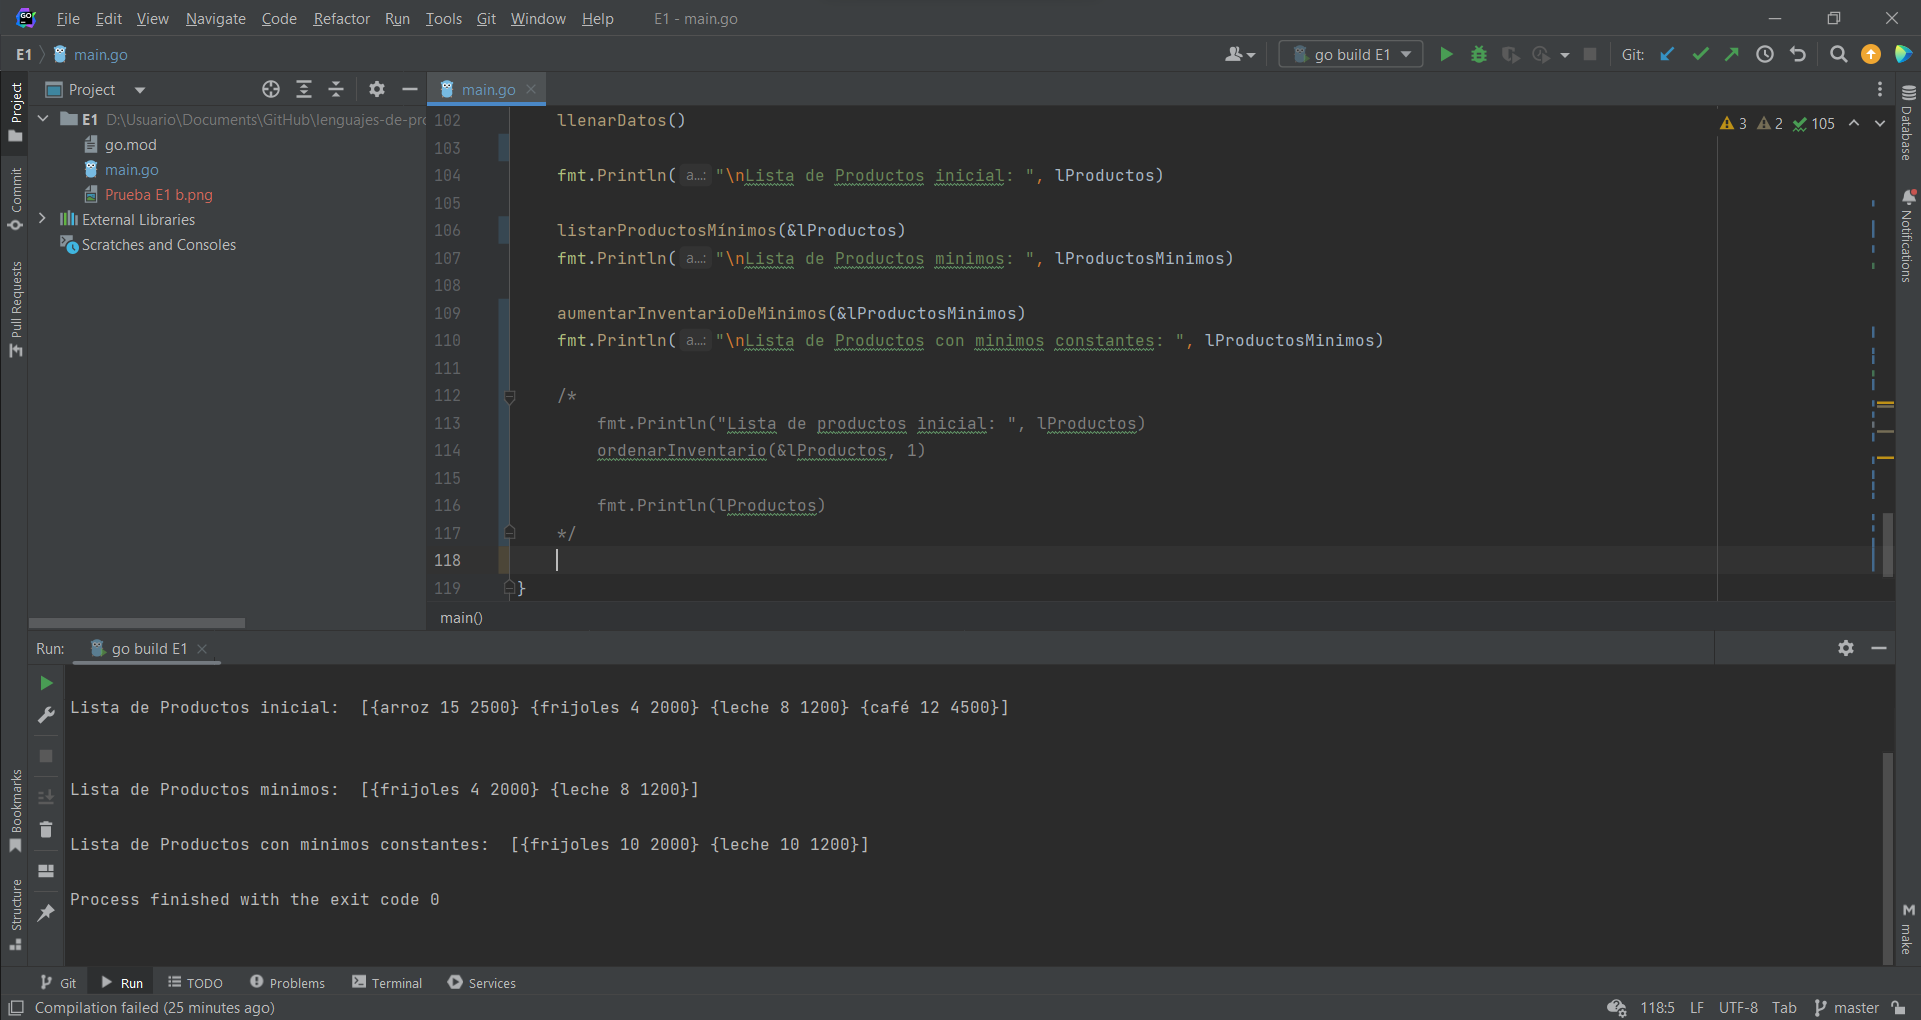 GO File Edit View Navigate Code Refactor Run Tools Git Window Help E1 - main.go
E1 main.go go build E1 Git:
Project main.go
E1 D:\Usuario\Documents\GitHub\lenguajes-de-pro
go.mod
main.go
Prueba E1 b.png
External Libraries
Scratches and Consoles
Project
Commit
Pull Requests
Bookmarks
Structure
3 2 105
102 llenarDatos()
103
104 fmt.Println( a...: "\nLista de Productos inicial: ", lProductos)
105
106 listarProductosMinimos(&lProductos)
107 fmt.Println( a...: "\nLista de Productos minimos: ", lProductosMinimos)
108
109 aumentarInventarioDeMinimos(&lProductosMinimos)
110 fmt.Println( a...: "\nLista de Productos con minimos constantes: ", lProductosMinimos)
111
112 /*
113 fmt.Println("Lista de productos inicial: ", lProductos)
114 ordenarInventario(&lProductos, 1)
115
116 fmt.Println(lProductos)
117 */
118
119 }
main()
Database
Notifications
make
Run: go build E1
Lista de Productos inicial:  [{arroz 15 2500} {frijoles 4 2000} {leche 8 1200} {café 12 4500}]
Lista de Productos minimos:  [{frijoles 4 2000} {leche 8 1200}]
Lista de Productos con minimos constantes:  [{frijoles 10 2000} {leche 10 1200}]
Process finished with the exit code 0
Git Run TODO Problems Terminal Services
Compilation failed (25 minutes ago) 118:5 LF UTF-8 Tab master